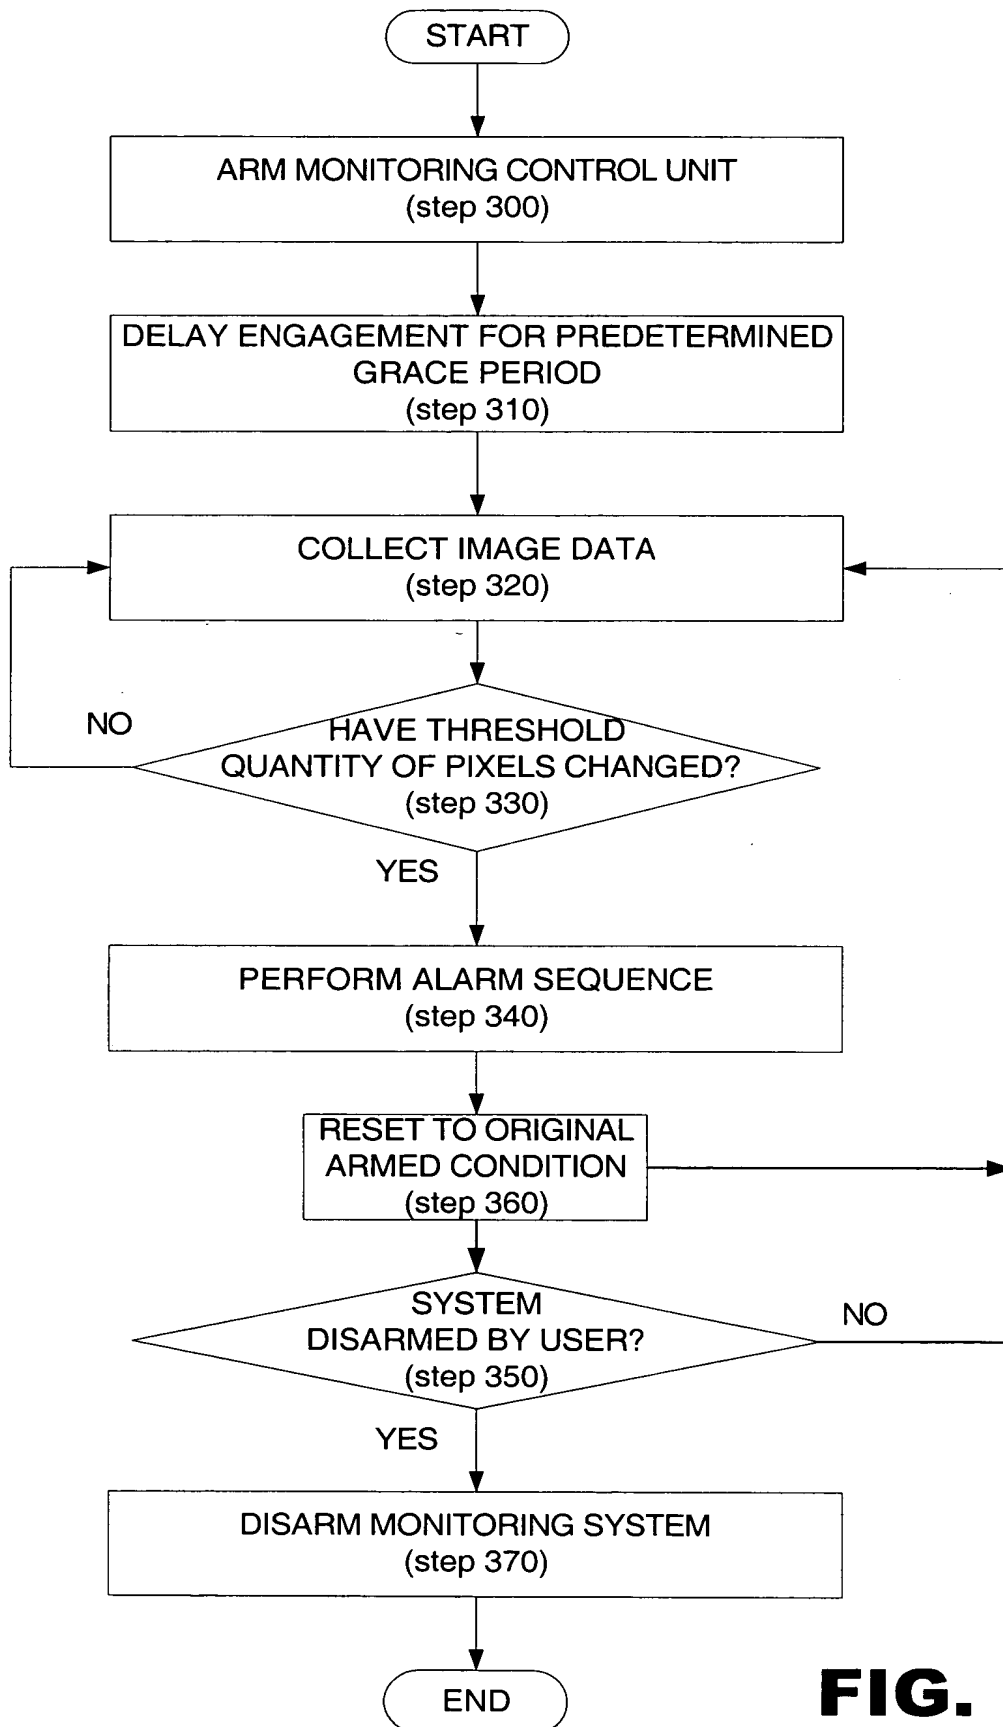 START
ARM MONITORING CONTROL UNIT
(step 300)
DELAY ENGAGEMENT FOR PREDETERMINED
GRACE PERIOD
(step 310)
COLLECT IMAGE DATA
(step 320)
NO
HAVE THRESHOLD
QUANTITY OF PIXELS CHANGED?
(step 330)
YES
PERFORM ALARM SEQUENCE
(step 340)
RESET TO ORIGINAL
ARMED CONDITION
(step 360)
SYSTEM
DISARMED BY USER?
(step 350)
NO
YES
DISARM MONITORING SYSTEM
(step 370)
END
FIG.